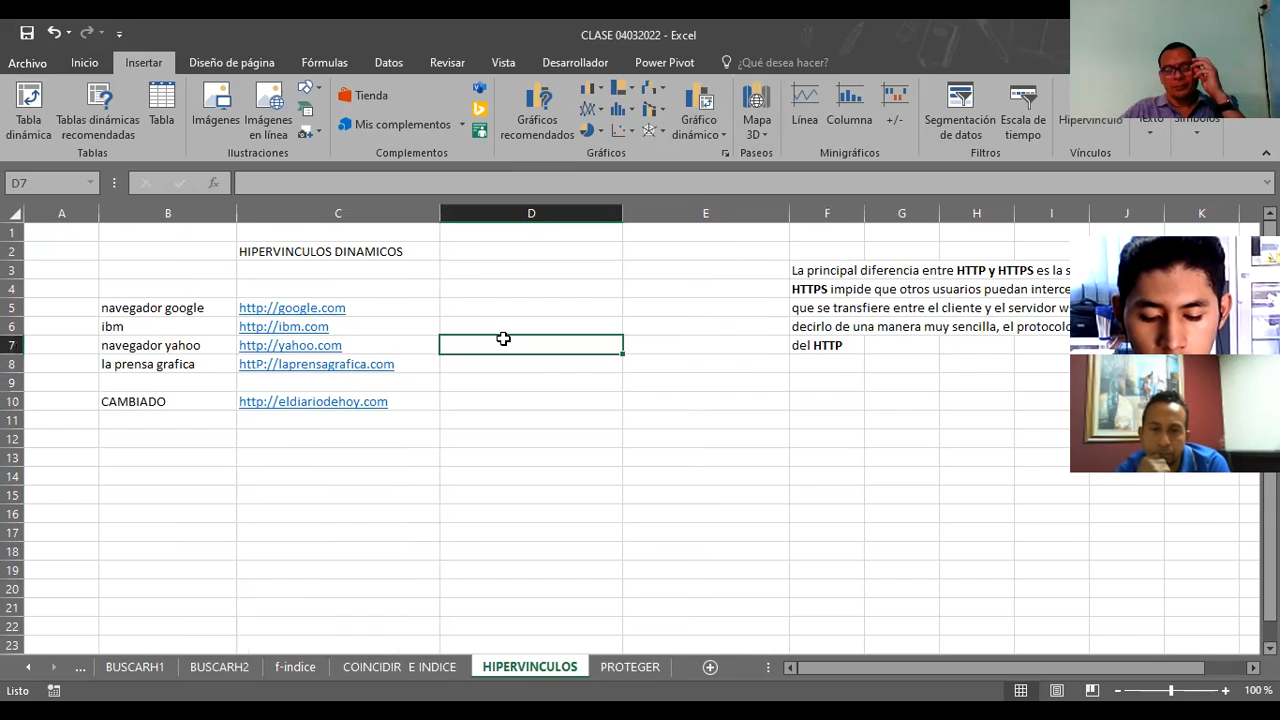 CLASE 04032022 - Excel
Archivo Inicio Insertar Diseño de página Fórmulas Datos Revisar Vista Desarrollador Power Pivot ¿Qué desea hacer?
Tabla dinámica
Tablas dinámicas recomendadas
Tabla
Tablas
Imágenes
Imágenes en línea
Ilustraciones
Tienda
Mis complementos
Complementos
Gráficos recomendados
Gráfico dinámico
Gráficos
Mapa 3D
Paseos
Línea
Columna
+/-
Minigráficos
Segmentación de datos
Escala de tiempo
Filtros
Hipervínculo
Vínculos
Texto
Símbolos
D7 fx
A B C D E F G H I J K
1
2 HIPERVINCULOS DINAMICOS
3 La principal diferencia entre HTTP y HTTPS es la s
4 HTTPS impide que otros usuarios puedan interce
5 navegador google http://google.com que se transfiere entre el cliente y el servidor w
6 ibm http://ibm.com decirlo de una manera muy sencilla, el protocolo
7 navegador yahoo http://yahoo.com del HTTP
8 la prensa grafica httP://laprensagrafica.com
9
10 CAMBIADO http://eldiariodehoy.com
11
12
13
14
15
16
17
18
19
20
21
22
23
... BUSCARH1 BUSCARH2 f-indice COINCIDIR E INDICE HIPERVINCULOS PROTEGER
Listo 100 %